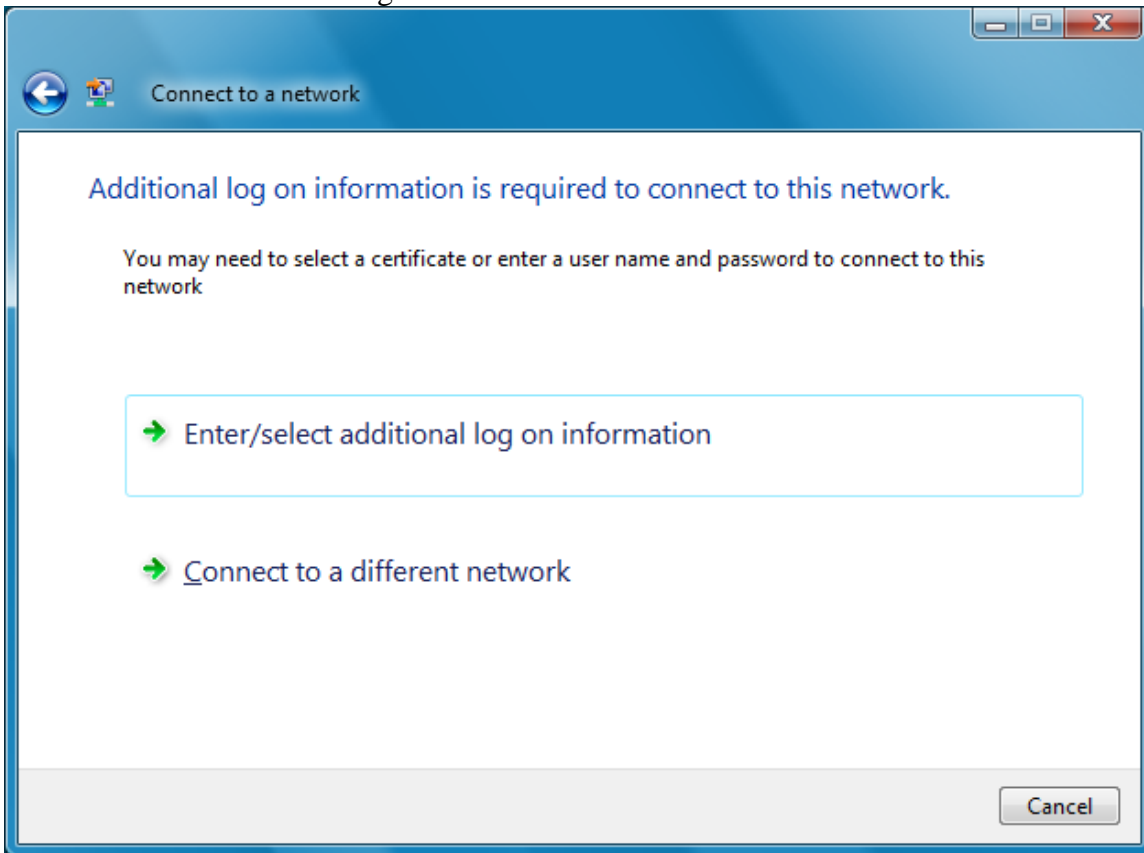 Connect to a network
Additional log on information is required to connect to this network.
You may need to select a certificate or enter a user name and password to connect to this
network
Enter/select additional log on information
Connect to a different network
Cancel